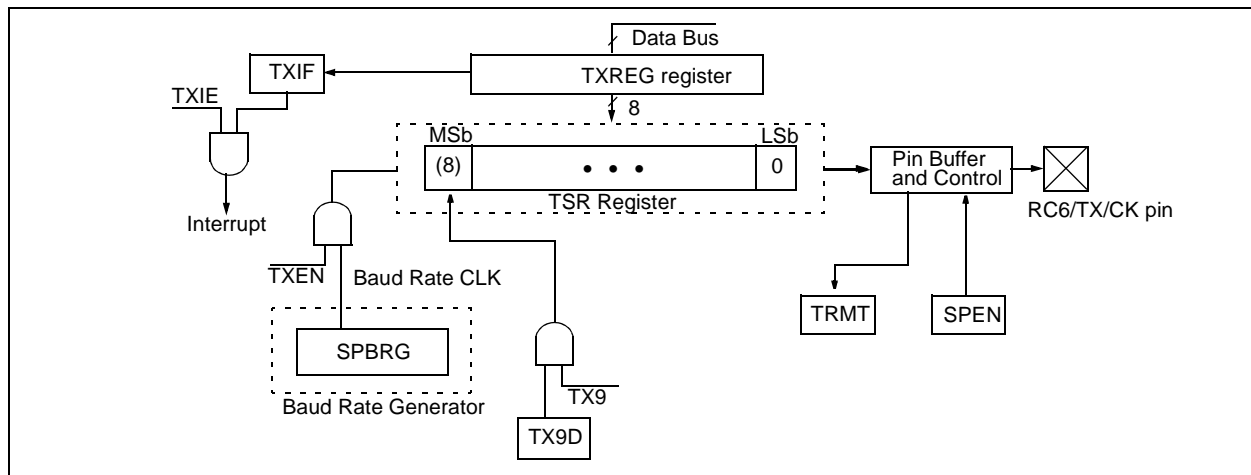 Data Bus
TXIF
TXREG register
TXIE
8
MSb
LSb
(8)
• • •
0
Pin Buffer
and Control
TSR Register
Interrupt
RC6/TX/CK pin
TXEN
Baud Rate CLK
TRMT
SPEN
SPBRG
TX9
Baud Rate Generator
TX9D